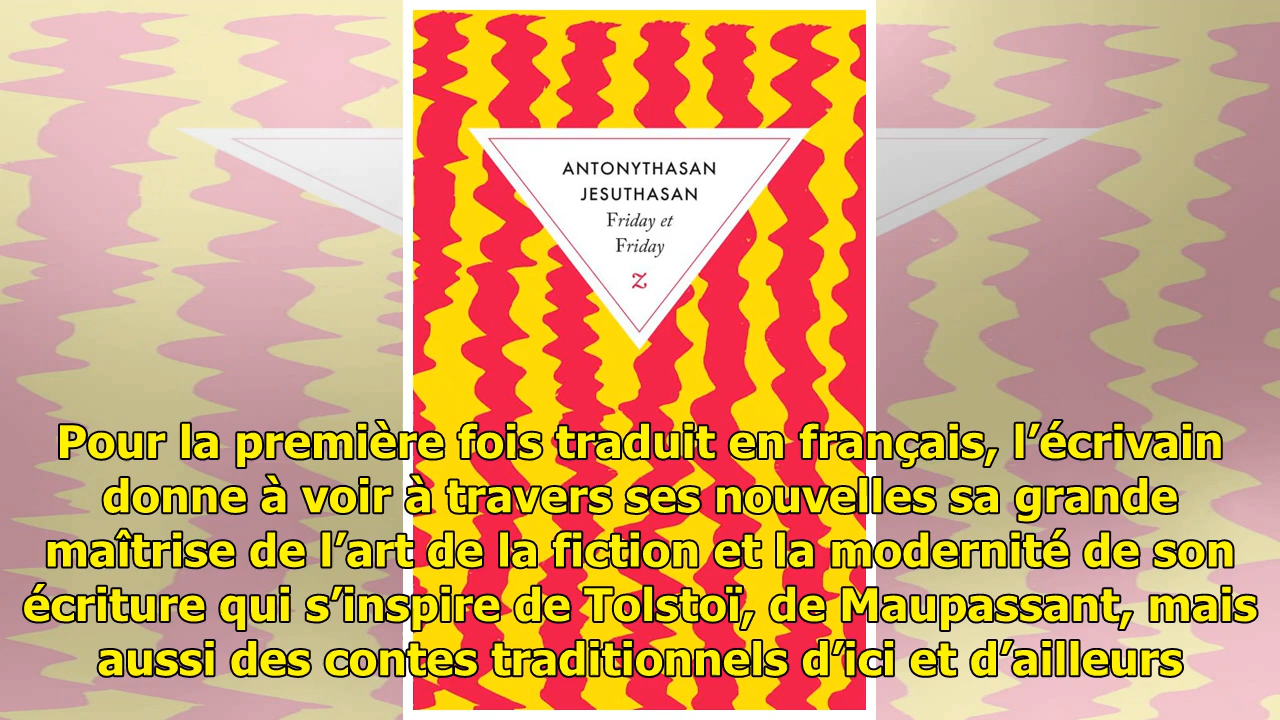 ANTONYTHASAN
JESUTHASAN
Friday et
Friday
Z
Pour la première fois traduit en français, l’écrivain
donne à voir à travers ses nouvelles sa grande
maîtrise de l’art de la fiction et la modernité de son
écriture qui s’inspire de Tolstoï, de Maupassant, mais
aussi des contes traditionnels d’ici et d’ailleurs